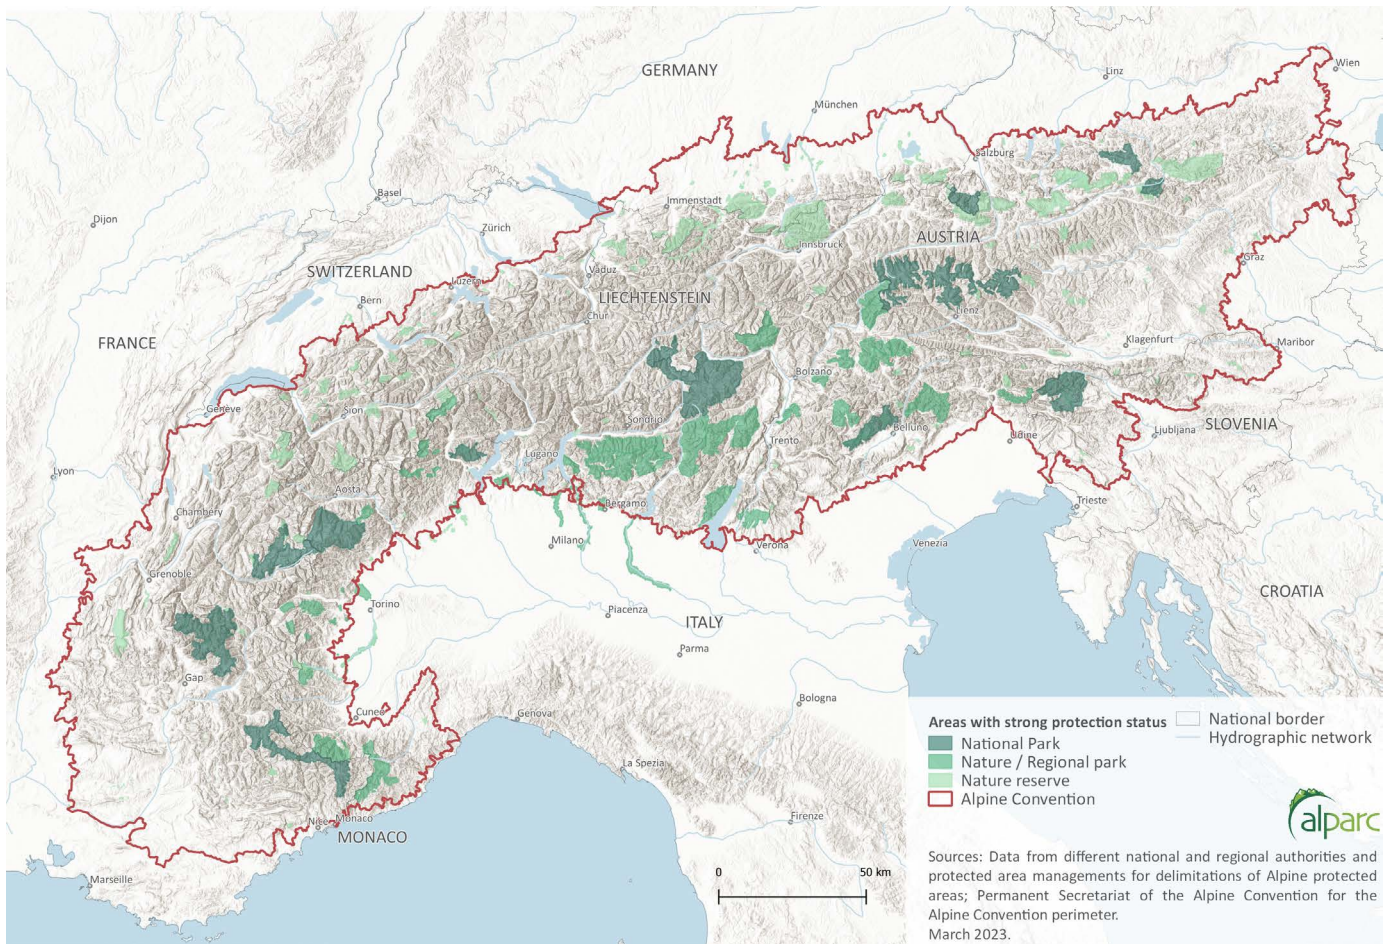 GERMANY
Linz
Wien
München
Salzburg
Basel
Immenstadt
Dijon
Zürich
Innsbruck
AUSTRIA
Graz
SWITZERLAND
Vaduz
Luzern
LIECHTENSTEIN
Bern
Chur
Lienz
FRANCE
Klagenfurt
Maribor
Bolzano
Genève
Sion
Sondrio
Belluno
SLOVENIA
Trento
Udine
Ljubljana
Lugano
Lyon
Aosta
Bergamo
Trieste
Chambéry
Milano
Verona
Venezia
Grenoble
CROATIA
Torino
Piacenza
ITALY
Parma
Gap
Bologna
Cuneo
Genova
La Spezia
Nice
Monaco
MONACO
Firenze
Marseille
0
50 km
Areas with strong protection status
National Park
Nature / Regional park
Nature reserve
Alpine Convention
National border
Hydrographic network
alparc
Sources: Data from different national and regional authorities and
protected area managements for delimitations of Alpine protected
areas; Permanent Secretariat of the Alpine Convention for the
Alpine Convention perimeter.
March 2023.